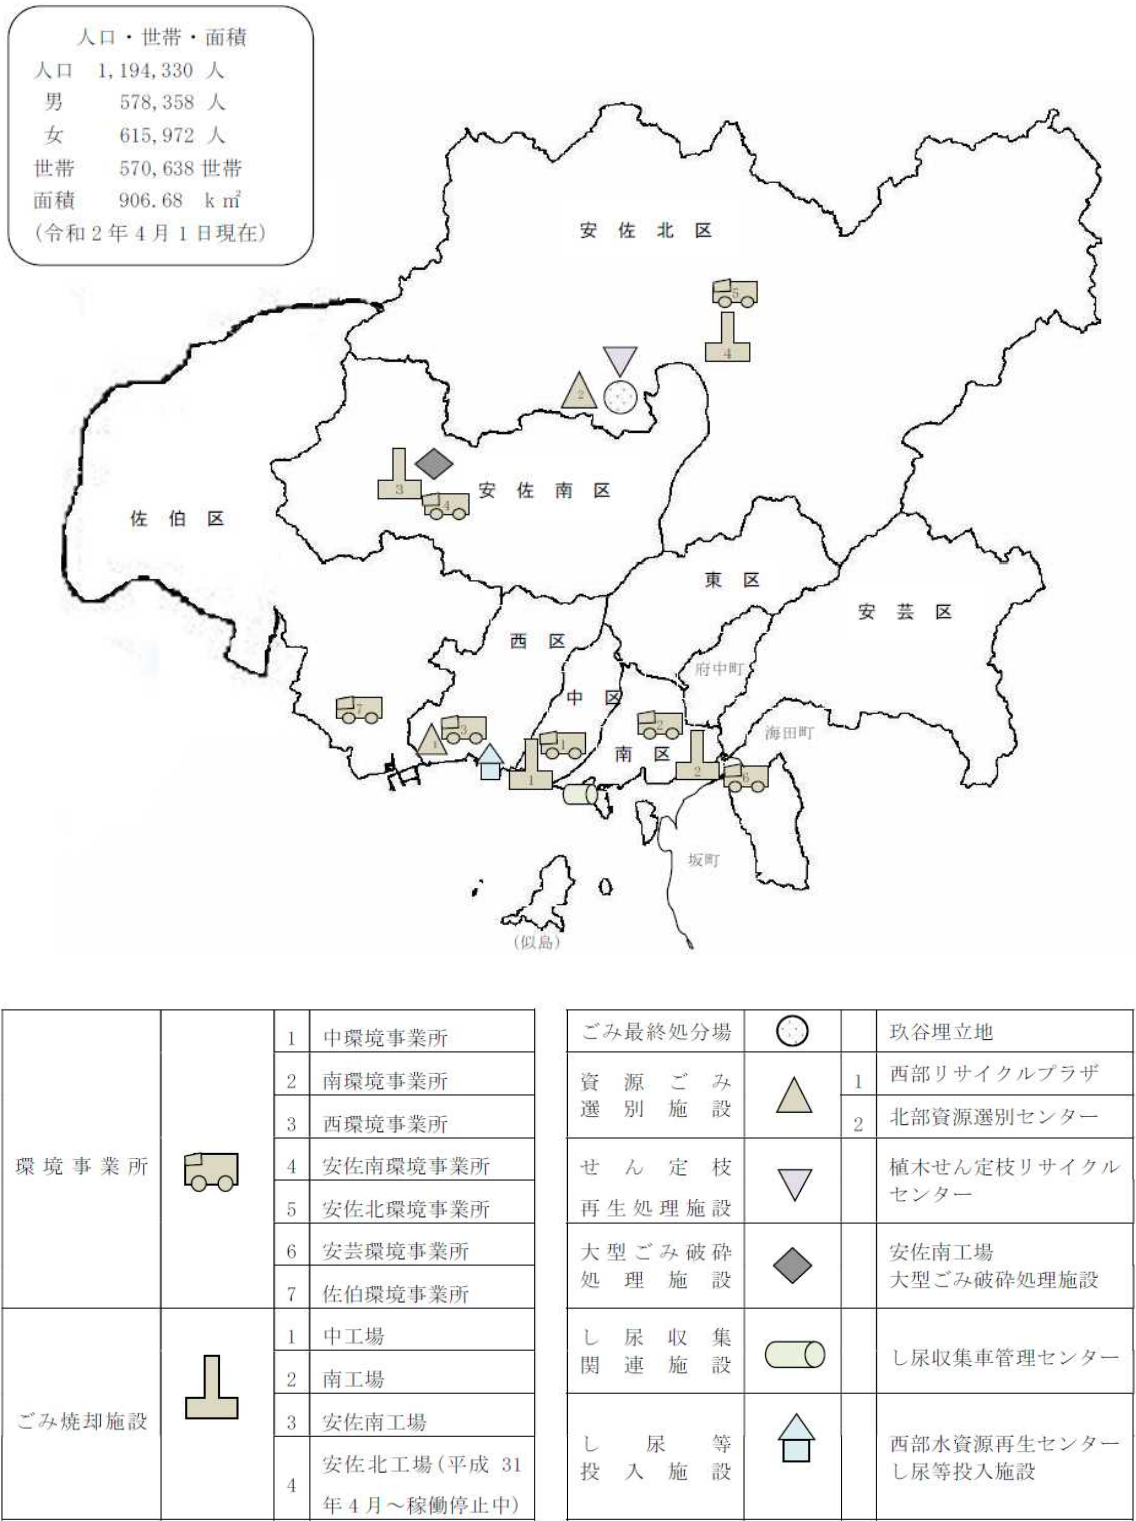 人口・世帯・面積
人口 1,194,330 人
男 578,358 人
女 615,972 人
世帯 570,638 世帯
面積 906.68 k㎡
(令和2年4月1日現在)
安佐北区
5
4
2
3
4
安佐南区
佐伯区
東区
安芸区
西区
府中町
中区
7
3
1
2
1
南区
海田町
1
2
6
坂町
(似島)
環境事業所
1 中環境事業所
2 南環境事業所
3 西環境事業所
4 安佐南環境事業所
5 安佐北環境事業所
6 安芸環境事業所
7 佐伯環境事業所
ごみ焼却施設
1 中工場
2 南工場
3 安佐南工場
4 安佐北工場(平成 31
年4月～稼働停止中)
ごみ最終処分場
玖谷埋立地
資源ごみ
選別施設
1 西部リサイクルプラザ
2 北部資源選別センター
せん定枝
再生処理施設
植木せん定枝リサイクル
センター
大型ごみ破砕
処理施設
安佐南工場
大型ごみ破砕処理施設
し尿収集
関連施設
し尿収集車管理センター
し尿等
投入施設
西部水資源再生センター
し尿等投入施設